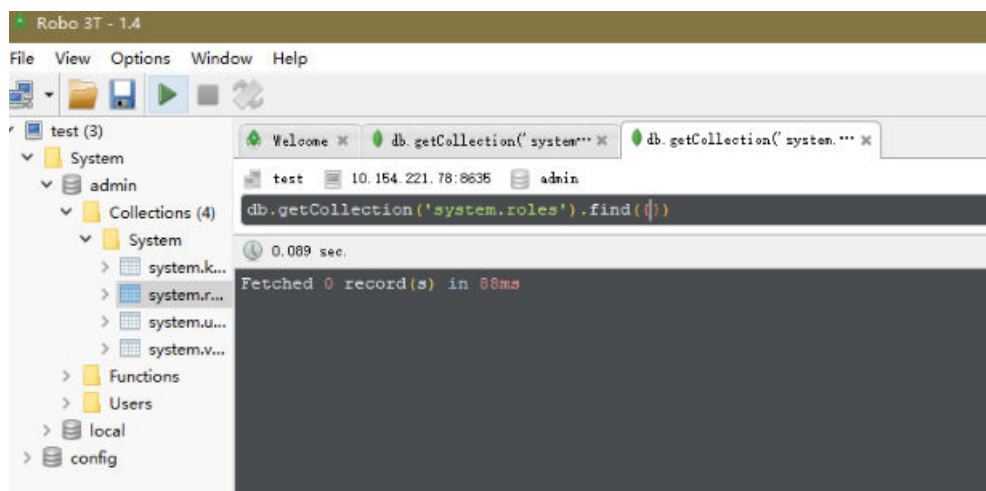 Robo 3T - 1.4
File View Options Window Help
test (3)
System
admin
Collections (4)
System
system.k...
system.r...
system.u...
system.v...
Functions
Users
local
config
Welcome × db.getCollection('system··· × db.getCollection('system.··· ×
test 10.154.221.78:8635 admin
db.getCollection('system.roles').find({})
0.089 sec.
Fetched 0 record(s) in 88ms